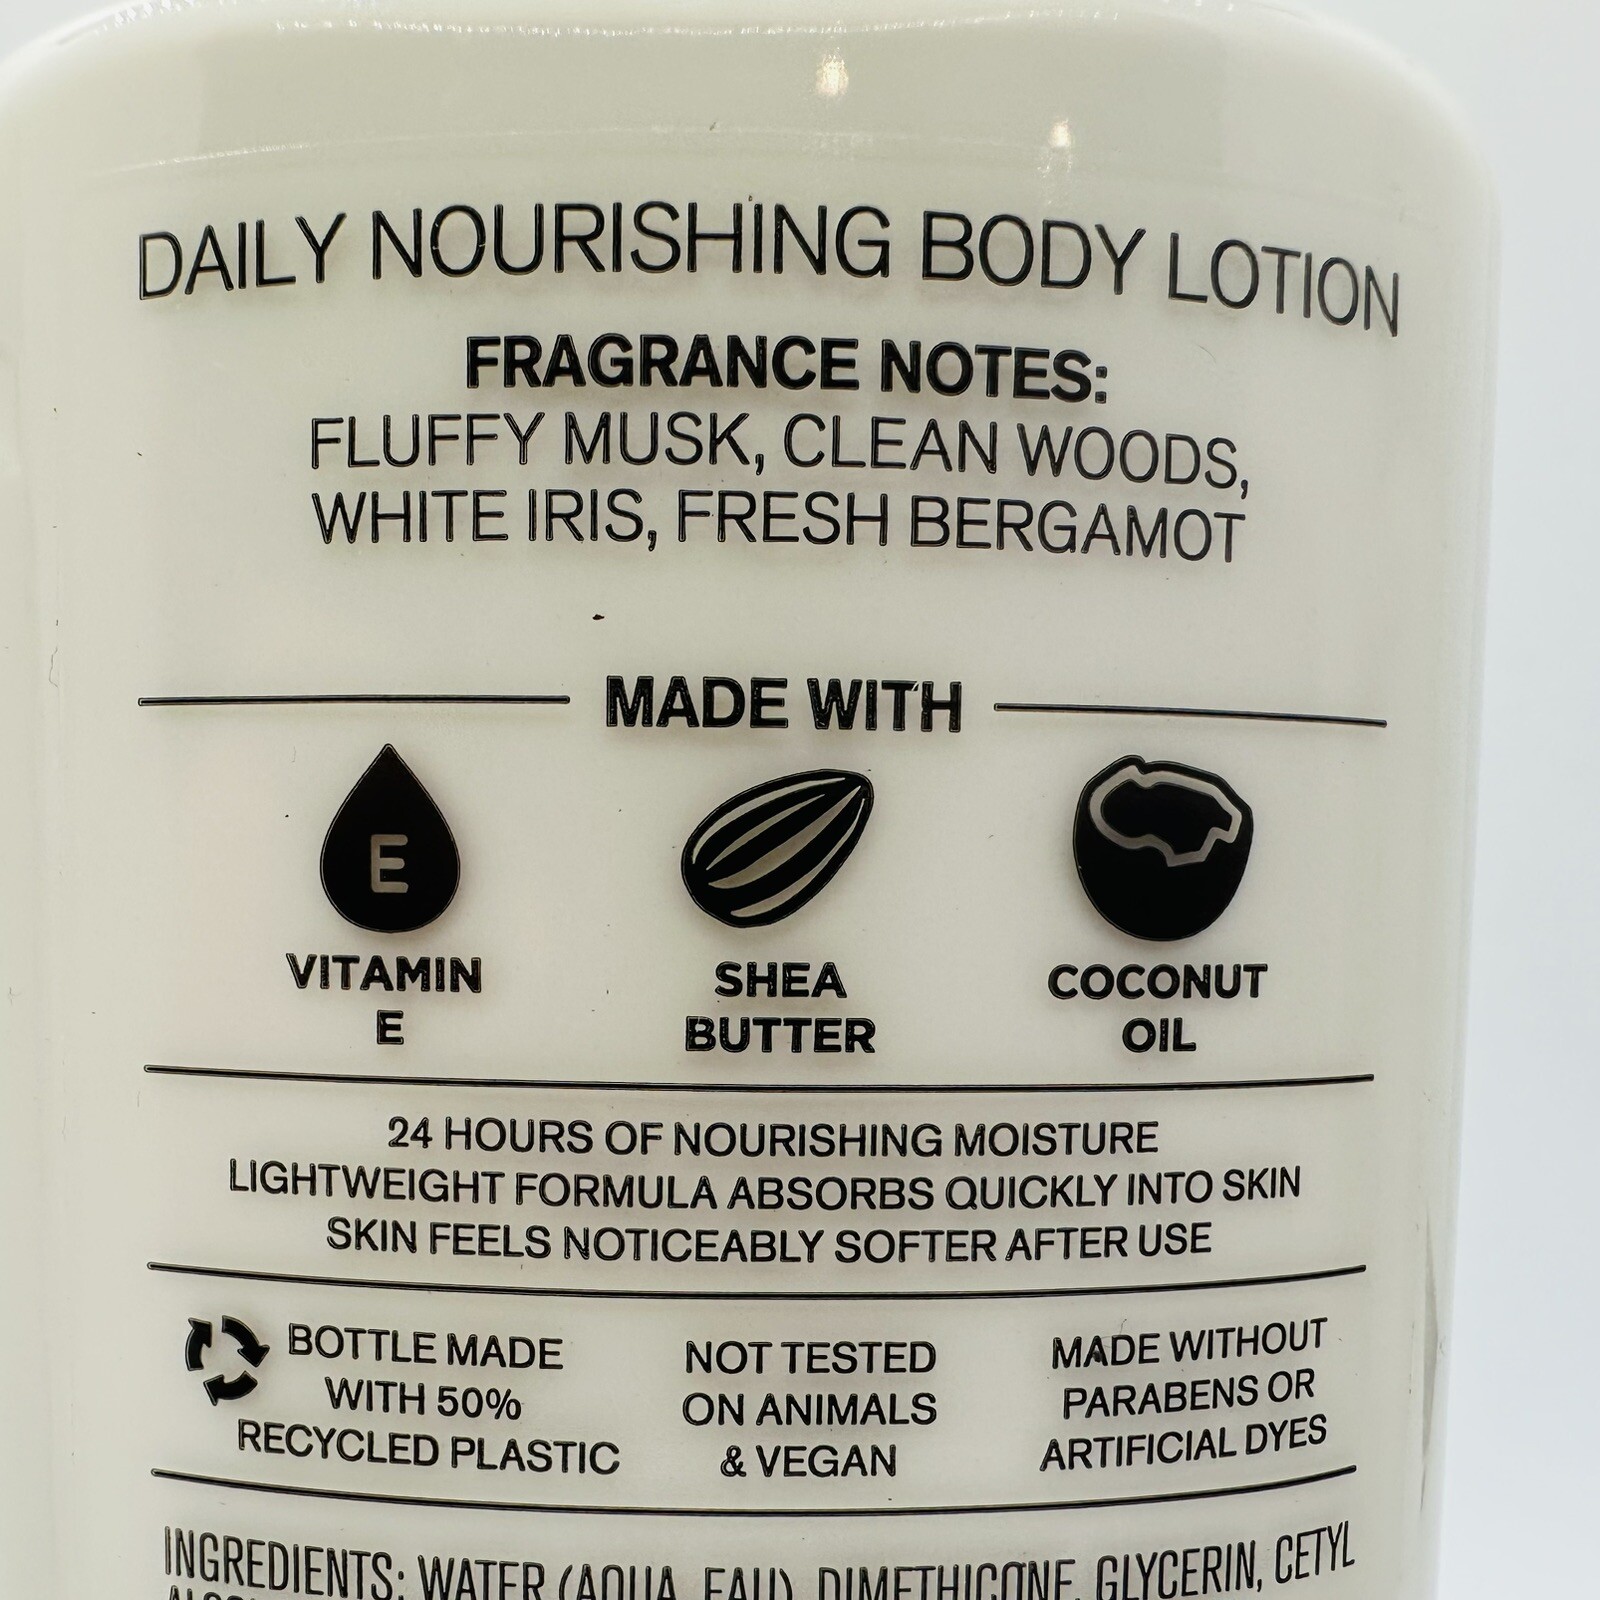 DAILY NOURISHING BODY LOTION
FRAGRANCE NOTES:
FLUFFY MUSK, CLEAN WOODS,
WHITE IRIS, FRESH BERGAMOT
MADE WITH
E
VITAMIN
E
SHEA
BUTTER
COCONUT
OIL
24 HOURS OF NOURISHING MOISTURE
LIGHTWEIGHT FORMULA ABSORBS QUICKLY INTO SKIN
SKIN FEELS NOTICEABLY SOFTER AFTER USE
BOTTLE MADE
WITH 50%
RECYCLED PLASTIC
NOT TESTED
ON ANIMALS
& VEGAN
MADE WITHOUT
PARABENS OR
ARTIFICIAL DYES
INGREDIENTS: WATER (AQUA, EAU), DIMETHICONE, GLYCERIN, CETYL